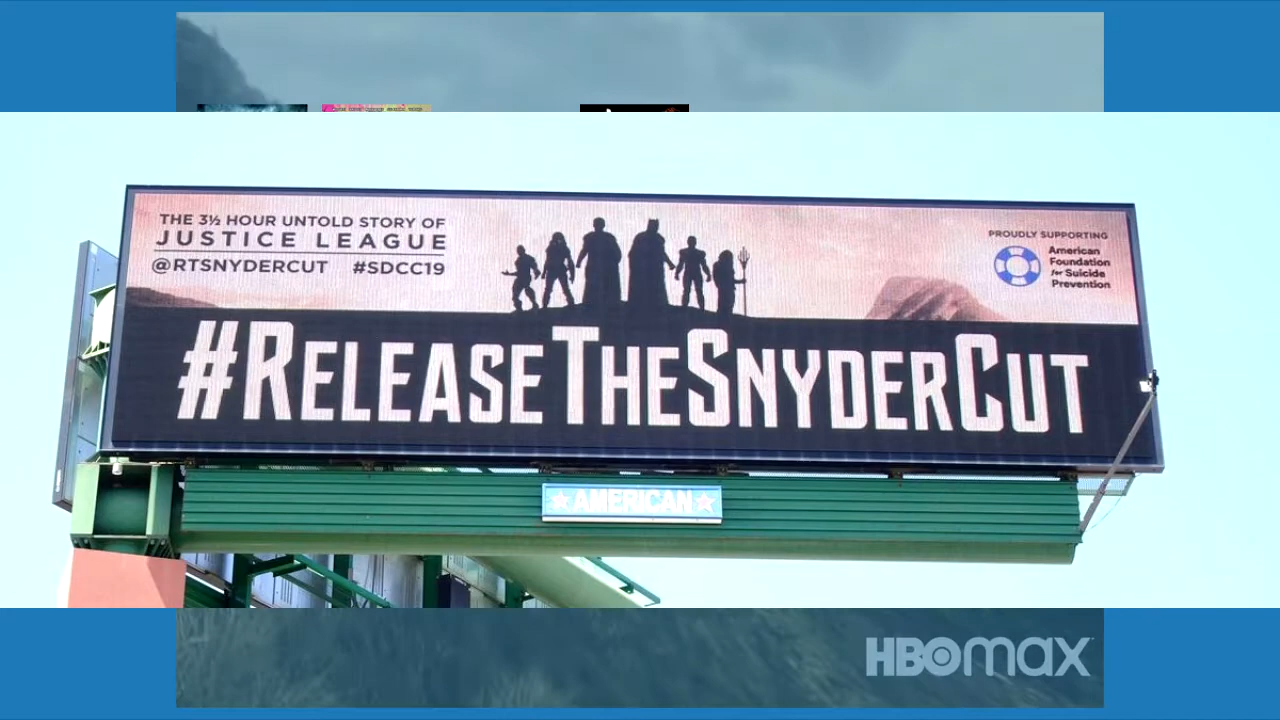 THE 3½ HOUR UNTOLD STORY OF
JUSTICE LEAGUE
@RTSNYDERCUT #SDCC19
PROUDLY SUPPORTING
American
Foundation
for Suicide
Prevention
#RELEASETHESNYDERCUT
AMERICAN
HBOMAX